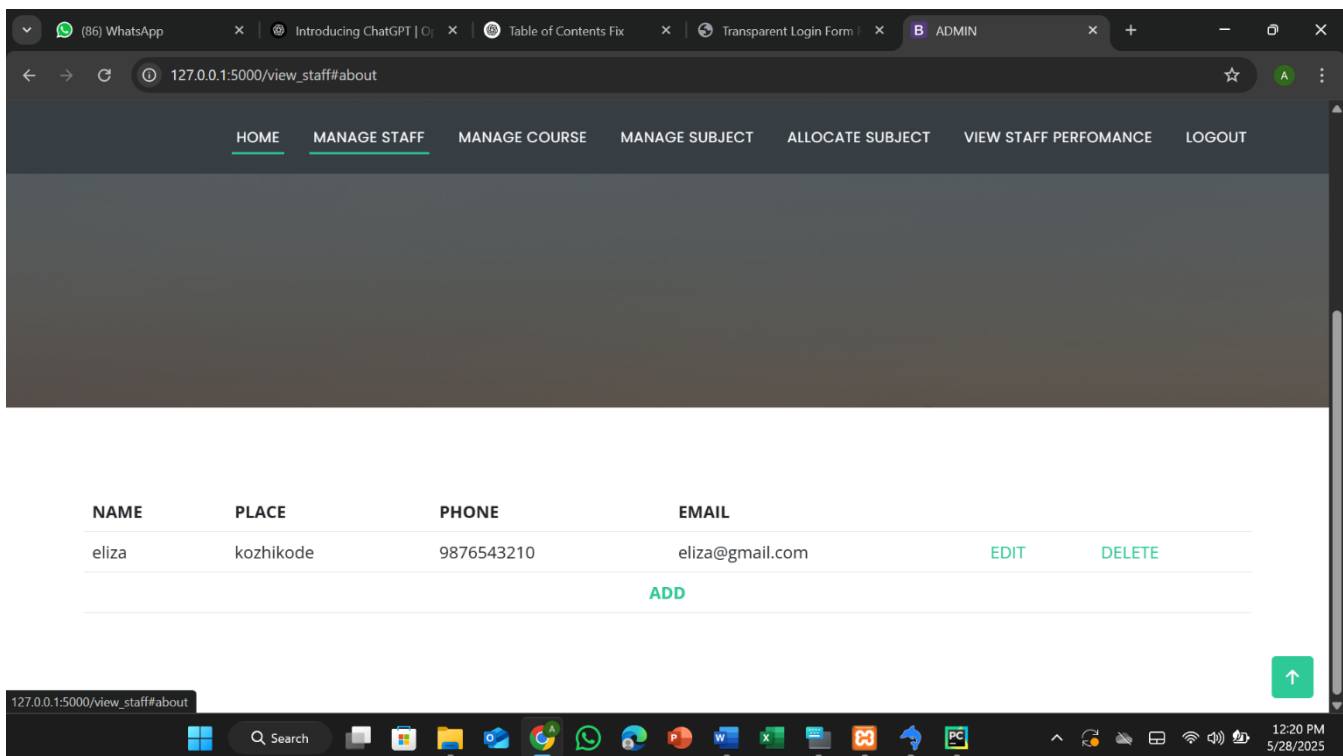 (86) WhatsApp
Introducing ChatGPT | Op
Table of Contents Fix
Transparent Login Form
B ADMIN
127.0.0.1:5000/view_staff#about
A
HOME MANAGE STAFF MANAGE COURSE MANAGE SUBJECT ALLOCATE SUBJECT VIEW STAFF PERFOMANCE LOGOUT
NAME PLACE PHONE EMAIL
eliza kozhikode 9876543210 eliza@gmail.com EDIT DELETE
ADD
127.0.0.1:5000/view_staff#about
Search
12:20 PM
5/28/2025